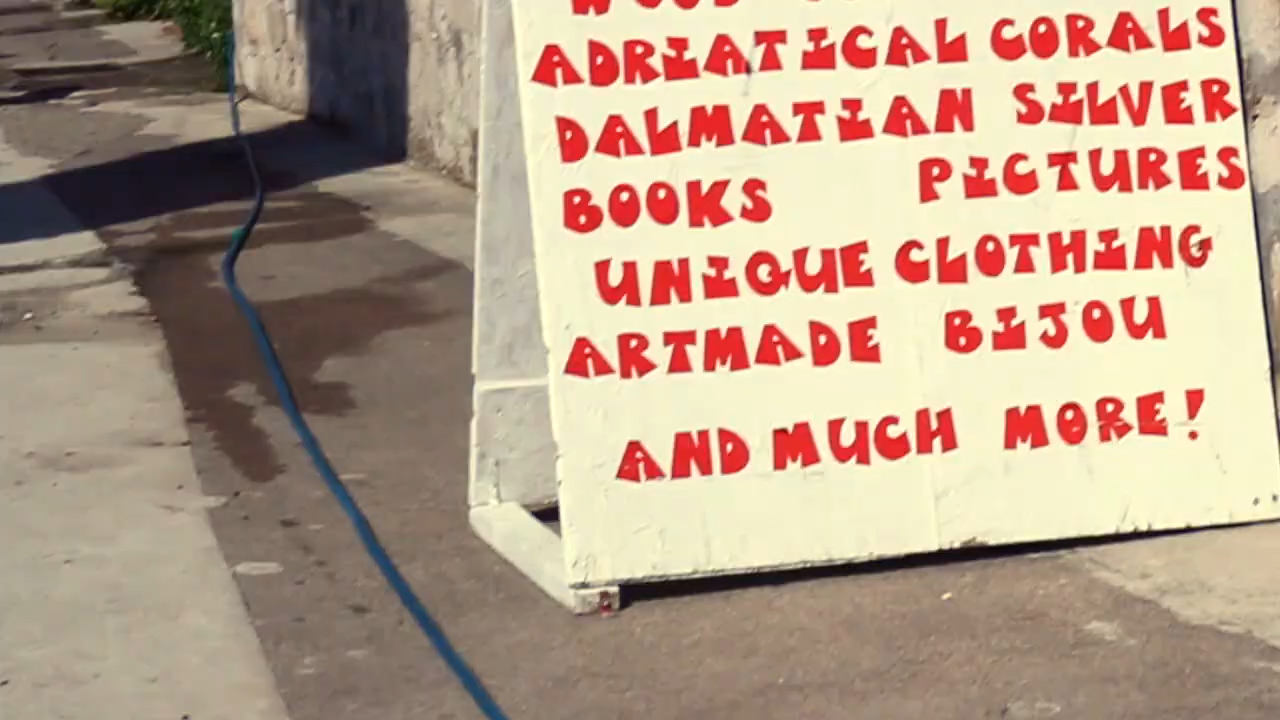 ADRIATICAL CORALS
DALMATIAN SILVER
BOOKS PICTURES
UNIQUE CLOTHING
ARTMADE BIJOU
AND MUCH MORE!